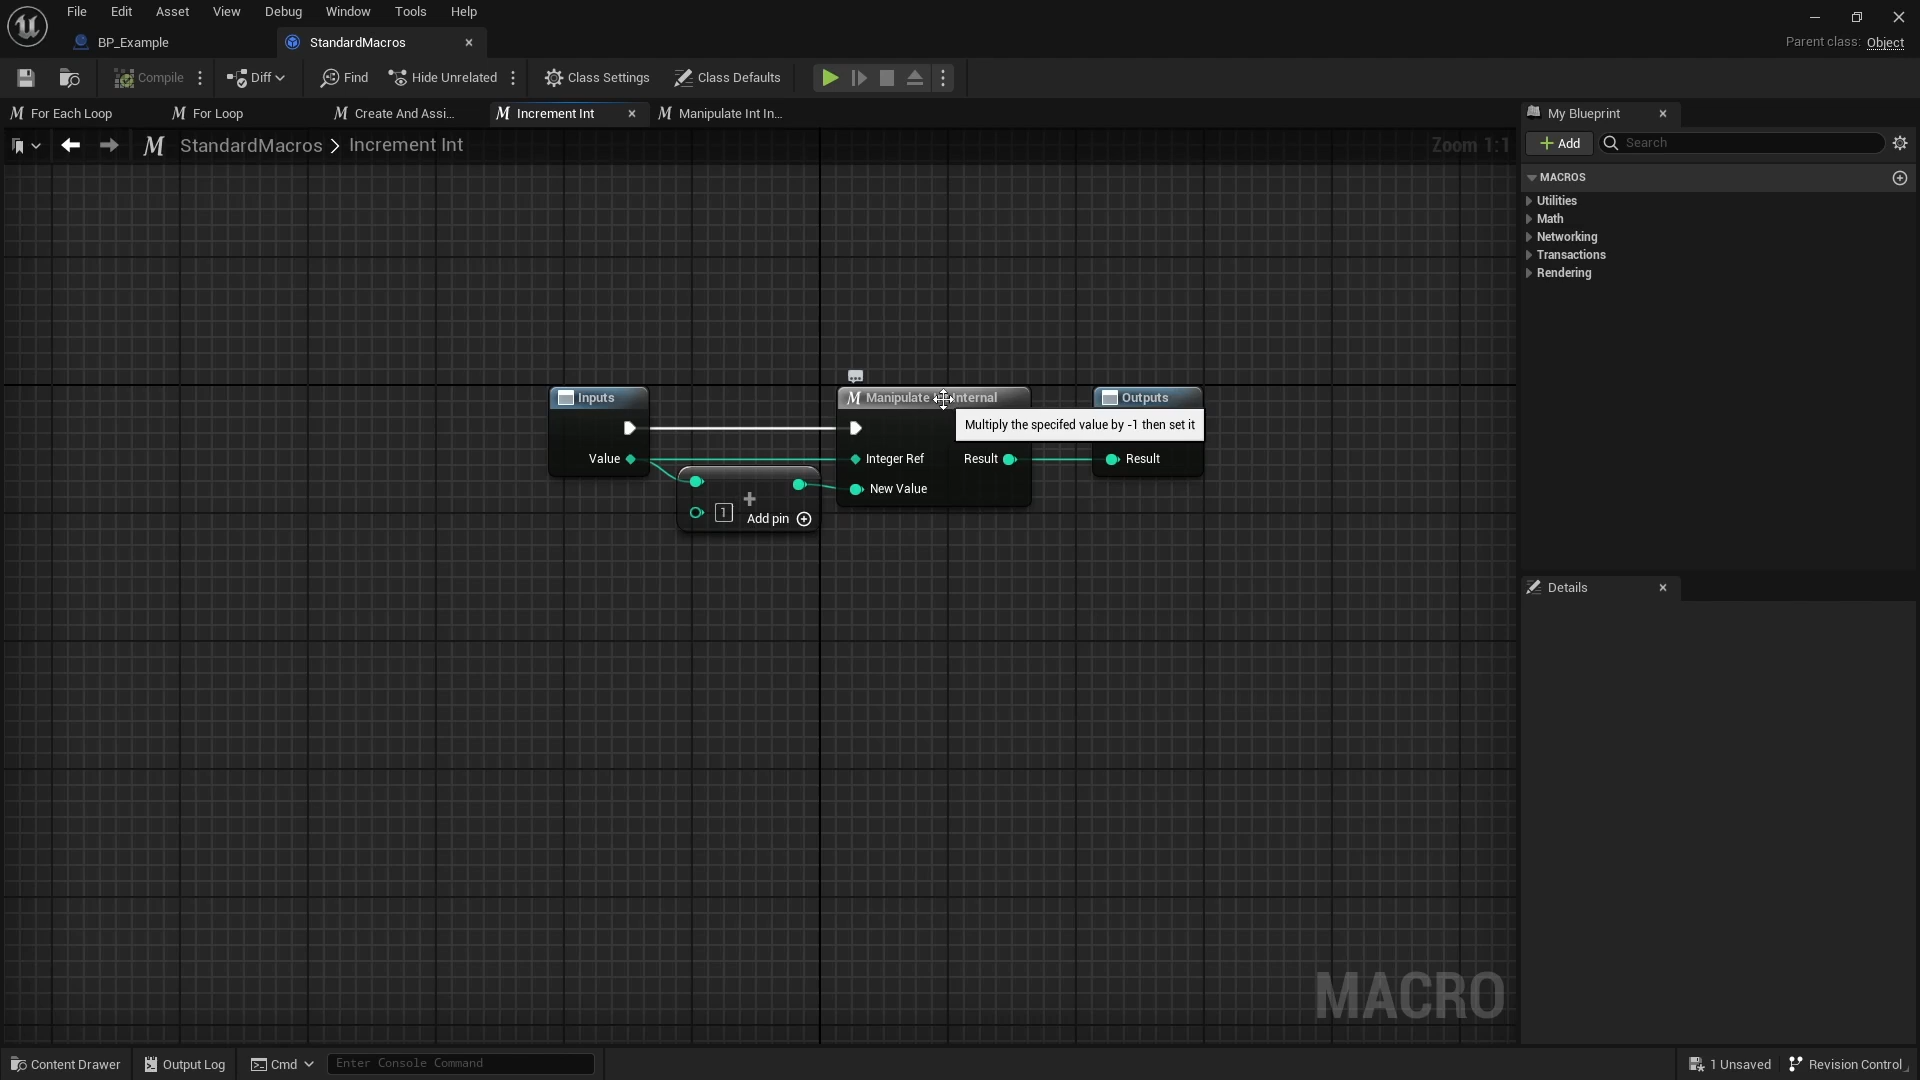 File Edit Asset View Debug Window Tools Help
BP_Example StandardMacros
Parent class: Object
Compile Diff Find Hide Unrelated Class Settings Class Defaults
For Each Loop For Loop Create And Assi... Increment Int Manipulate Int In...
StandardMacros > Increment Int
Zoom 1:1
My Blueprint
Add Search
MACROS
Utilities
Math
Networking
Transactions
Rendering
Details
Inputs
Value
1
Add pin
Manipulate Internal
Integer Ref Result
New Value
Outputs
Multiply the specifed value by -1 then set it
Result
MACRO
Content Drawer Output Log Cmd Enter Console Command
1 Unsaved Revision Control